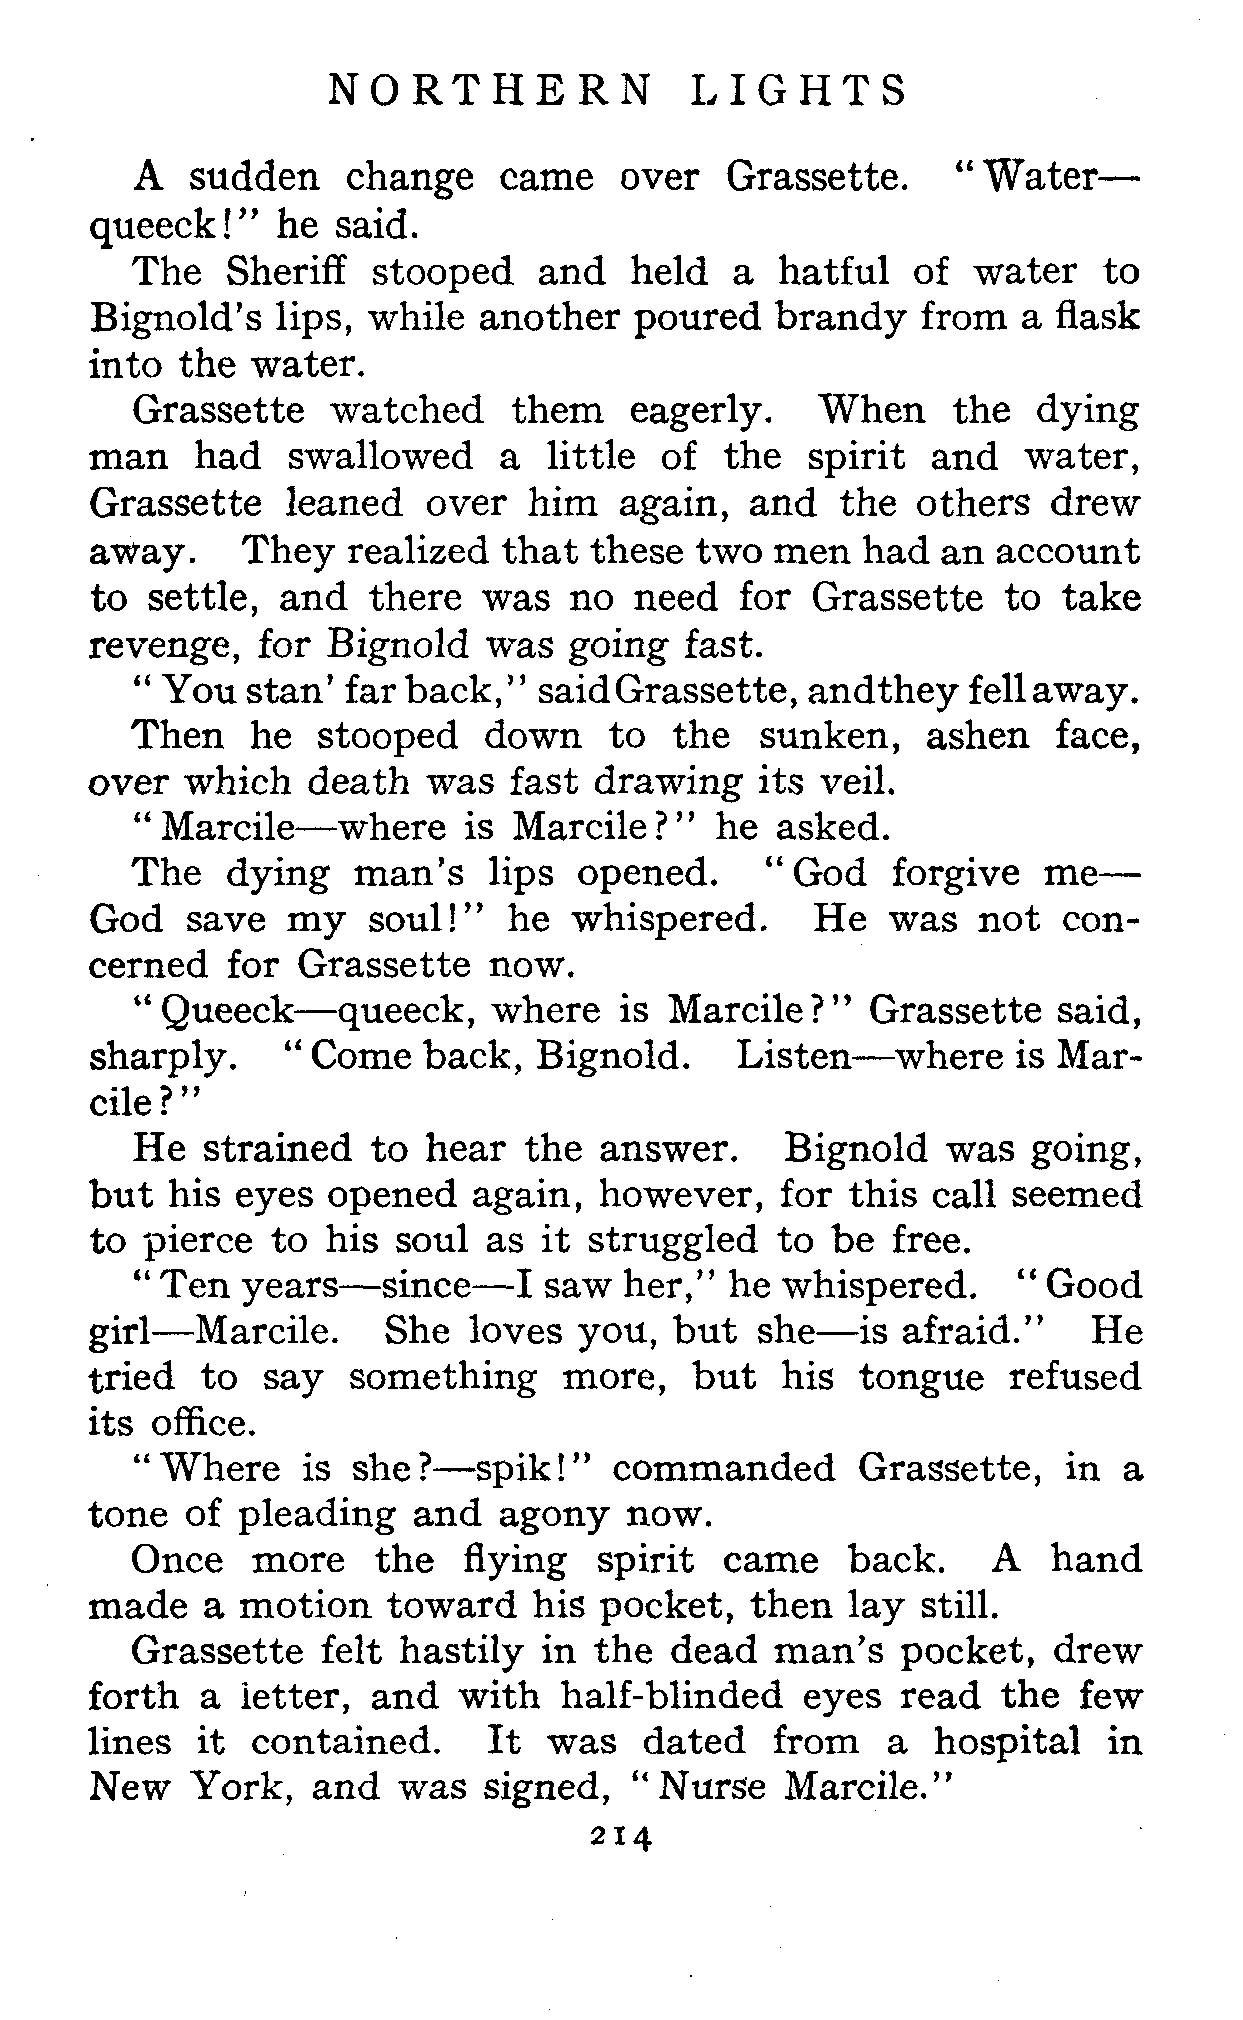 NORTHERN LIGHTS
A sudden change came over Grassette. "Water—
queeck!" he said.
The Sheriff stooped and held a hatful of water to
Bignold's lips, while another poured brandy from a flask
into the water.
Grassette watched them eagerly. When the dying
man had swallowed a little of the spirit and water,
Grassette leaned over him again, and the others drew
away. They realized that these two men had an account
to settle, and there was no need for Grassette to take
revenge, for Bignold was going fast.
"You stan' far back," said Grassette, and they fell away.
Then he stooped down to the sunken, ashen face,
over which death was fast drawing its veil.
"Marcile—where is Marcile?" he asked.
The dying man's lips opened. "God forgive me—
God save my soul!" he whispered. He was not con-
cerned for Grassette now.
"Queeck—queeck, where is Marcile?" Grassette said,
sharply. "Come back, Bignold. Listen—where is Mar-
cile?"
He strained to hear the answer. Bignold was going,
but his eyes opened again, however, for this call seemed
to pierce to his soul as it struggled to be free.
"Ten years—since—I saw her," he whispered. "Good
girl—Marcile. She loves you, but she—is afraid." He
tried to say something more, but his tongue refused
its office.
"Where is she?—spik!" commanded Grassette, in a
tone of pleading and agony now.
Once more the flying spirit came back. A hand
made a motion toward his pocket, then lay still.
Grassette felt hastily in the dead man's pocket, drew
forth a letter, and with half-blinded eyes read the few
lines it contained. It was dated from a hospital in
New York, and was signed, "Nurse Marcile."
214